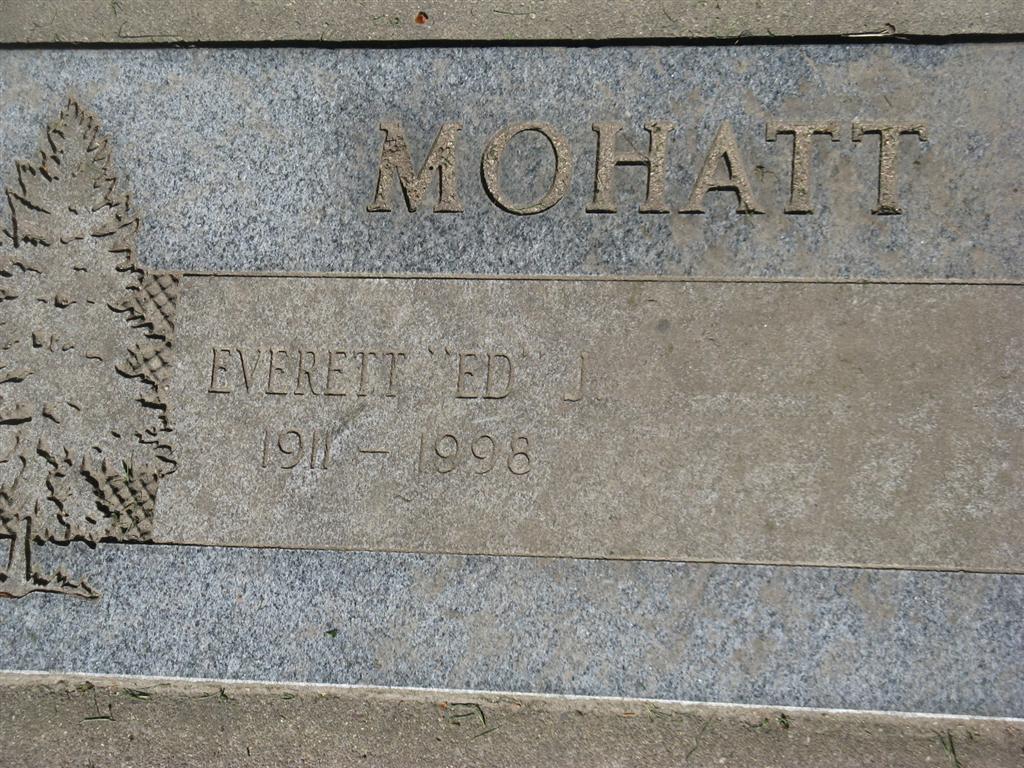 MOHATT
EVERETT "ED" J.
1911 - 1998